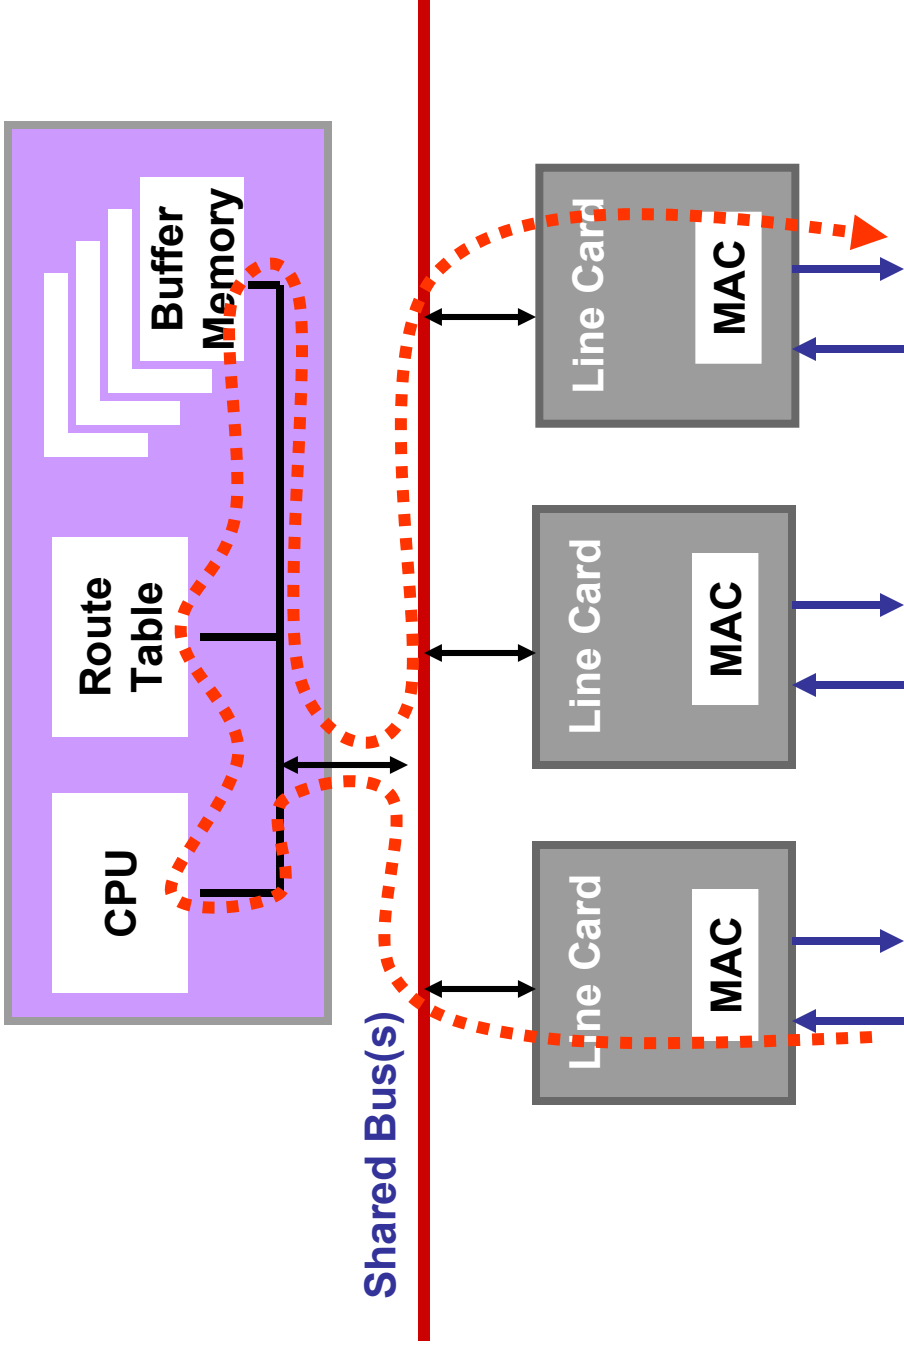 CPU
Route
Table
Buffer
Memory
Shared Bus(s)
Line Card
MAC
Line Card
MAC
Line Card
MAC